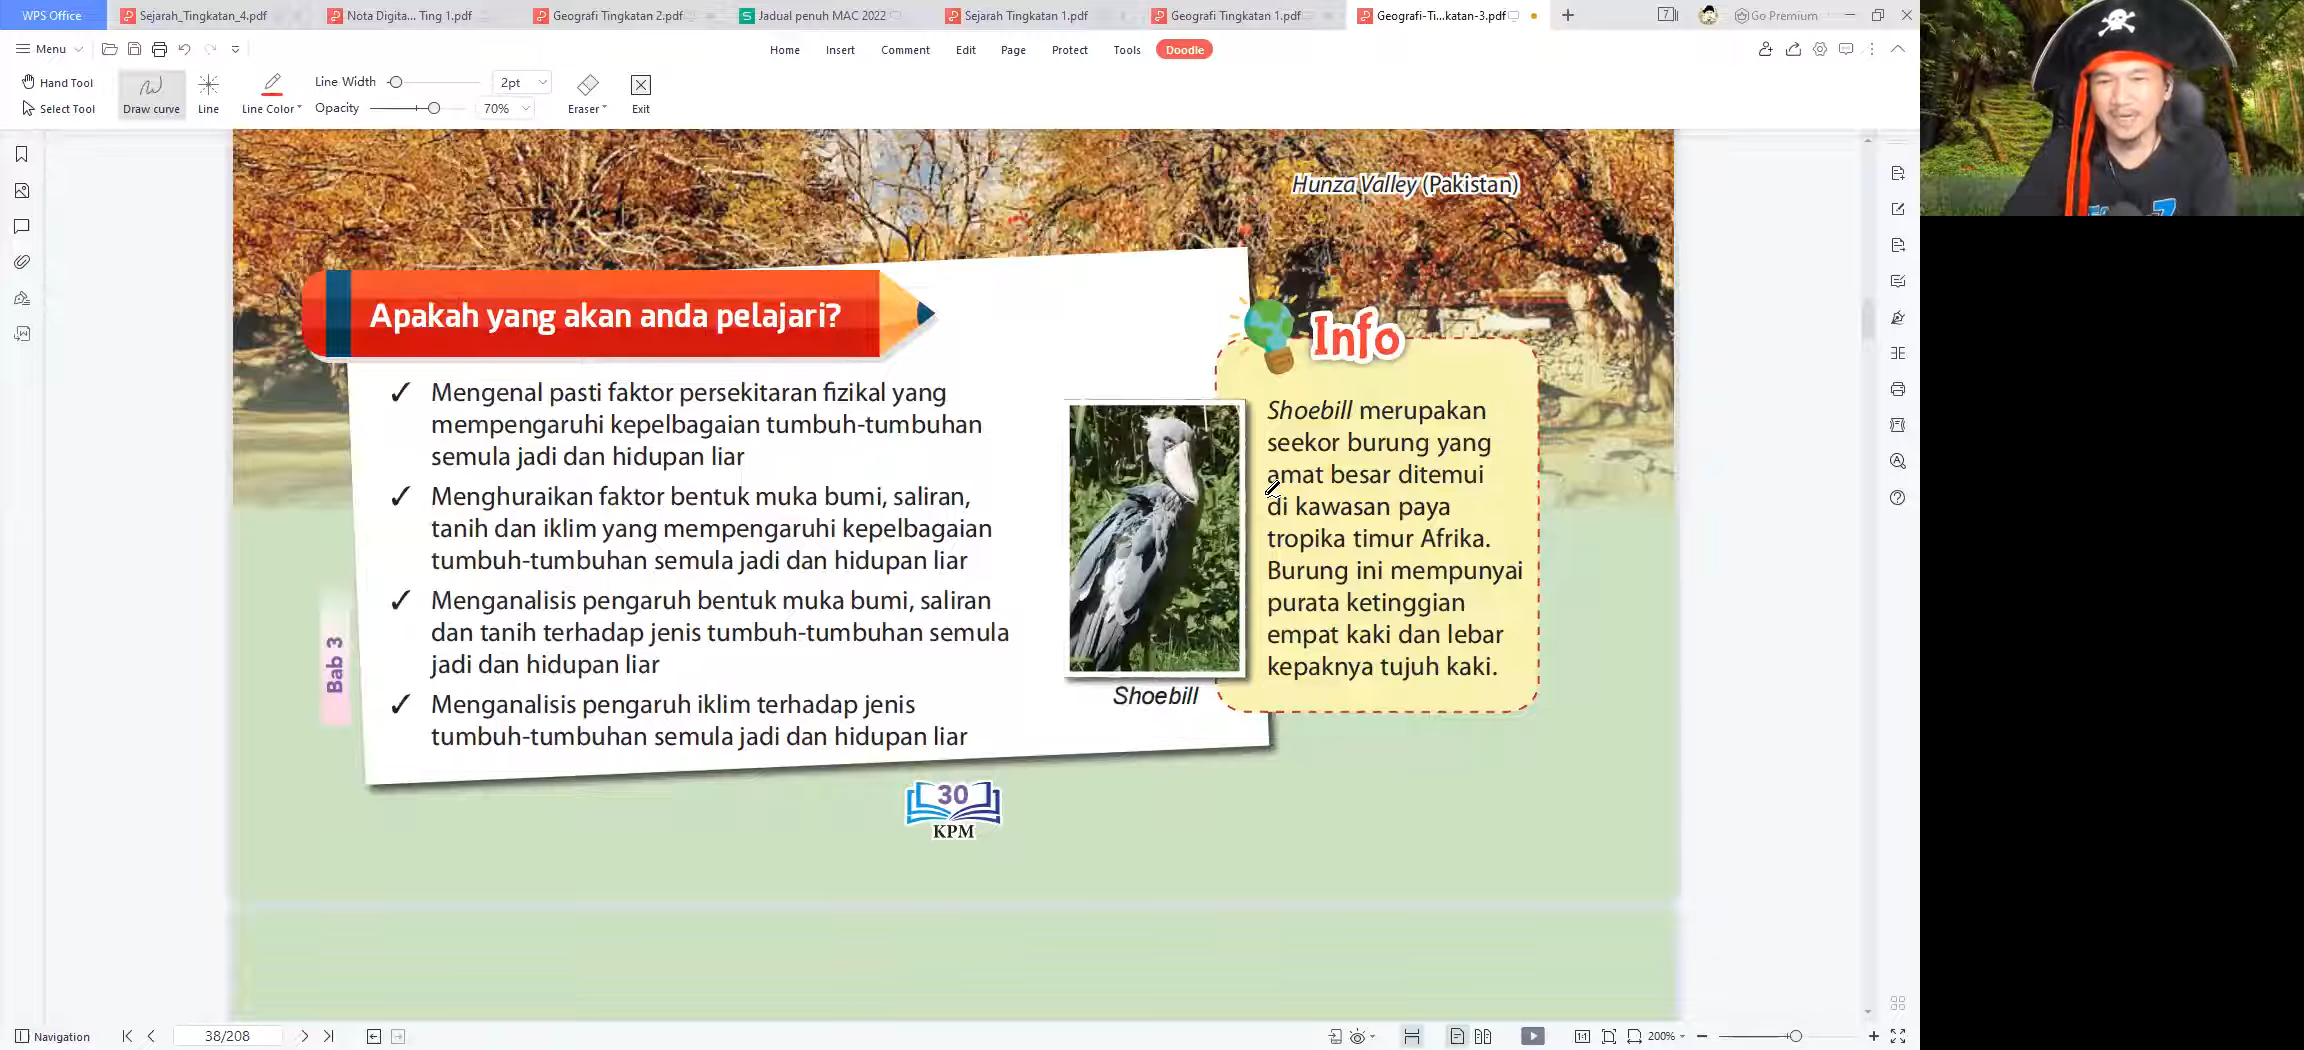 WPS Office
Sejarah_Tingkatan_4.pdf
Nota Digita... Ting 1.pdf
Geografi Tingkatan 2.pdf
Jadual penuh MAC 2022
Sejarah Tingkatan 1.pdf
Geografi Tingkatan 1.pdf
Geografi-Ti...katan-3.pdf
7
Go Premium
Menu
Home Insert Comment Edit Page Protect Tools Doodle
Hand Tool
Select Tool
Draw curve
Line
Line Color
Line Width 2pt
Opacity 70%
Eraser
Exit
Hunza Valley (Pakistan)
Apakah yang akan anda pelajari?
✓ Mengenal pasti faktor persekitaran fizikal yang
mempengaruhi kepelbagaian tumbuh-tumbuhan
semula jadi dan hidupan liar
✓ Menghuraikan faktor bentuk muka bumi, saliran,
tanih dan iklim yang mempengaruhi kepelbagaian
tumbuh-tumbuhan semula jadi dan hidupan liar
✓ Menganalisis pengaruh bentuk muka bumi, saliran
dan tanih terhadap jenis tumbuh-tumbuhan semula
jadi dan hidupan liar
✓ Menganalisis pengaruh iklim terhadap jenis
tumbuh-tumbuhan semula jadi dan hidupan liar
Shoebill
Info
Shoebill merupakan
seekor burung yang
amat besar ditemui
di kawasan paya
tropika timur Afrika.
Burung ini mempunyai
purata ketinggian
empat kaki dan lebar
kepaknya tujuh kaki.
Bab 3
30
KPM
Navigation
38/208
1:1
200%